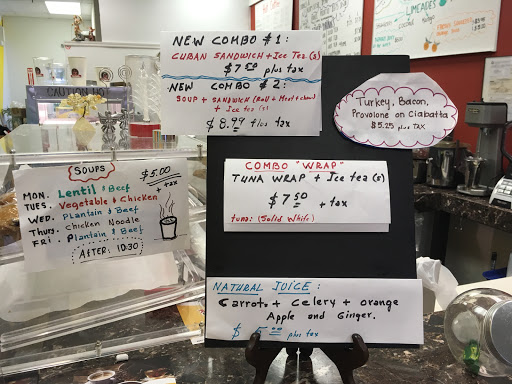 NEW COMBO #1:
CUBAN SANDWICH + Ice Tea (s)
$7 50 plus tax
NEW COMBO #2:
SOUP + SANDWICH (Roll + Meat + cheese)
+ Ice tea (s)
$8.99 plus tax
Turkey, Bacon,
Provolone on Ciabatta
$5.25 plus TAX
COMBO "WRAP"
TUNA WRAP + Ice tea (s)
$7 50 + tax
tuna: (Solid White)
NATURAL JUICE:
Carrot + Celery + orange
Apple and Ginger.
$ 5 00 plus tax
SOUPS
$5.00
+ tax
MON. Lentil & Beef
TUES. Vegetable & Chicken
WED. Plantain & Beef
THURS. Chicken Noodle
FRI. Plantain & Beef
AFTER: 10:30
CAUTION HOT
LIMEADES